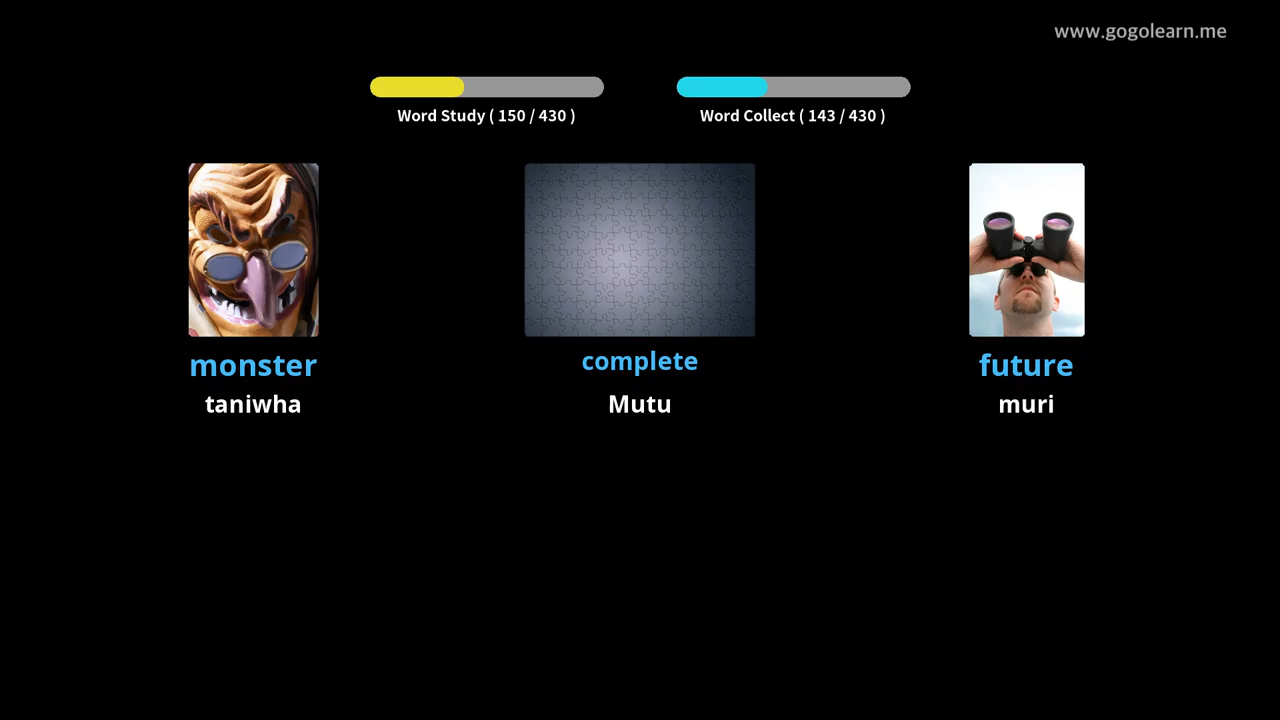 www.gogolearn.me
Word Study ( 150 / 430 )
Word Collect ( 143 / 430 )
monster
complete
future
taniwha
Mutu
muri